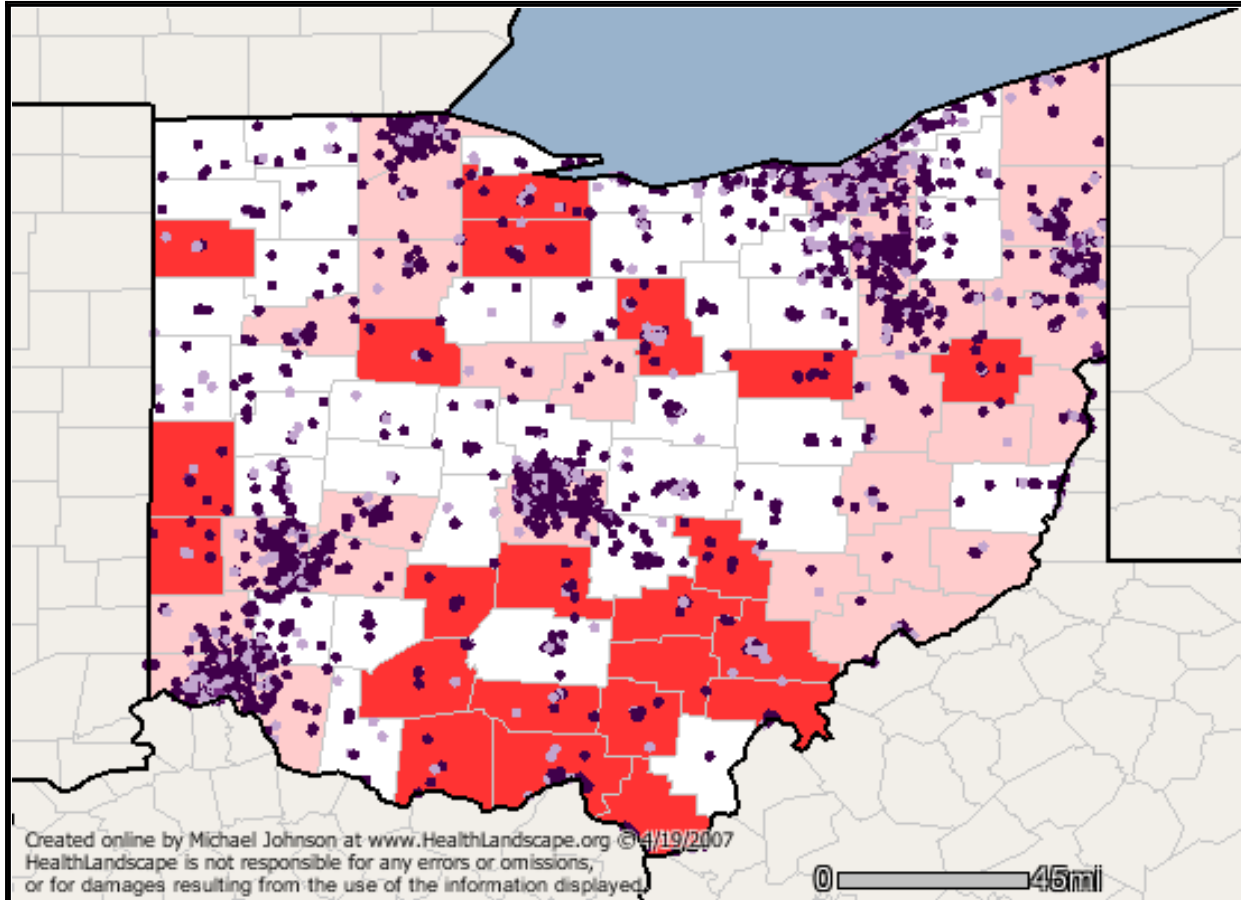 Created online by Michael Johnson at www.HealthLandscape.org © 4/19/2007
HealthLandscape is not responsible for any errors or omissions,
or for damages resulting from the use of the information displayed.
0 45mi